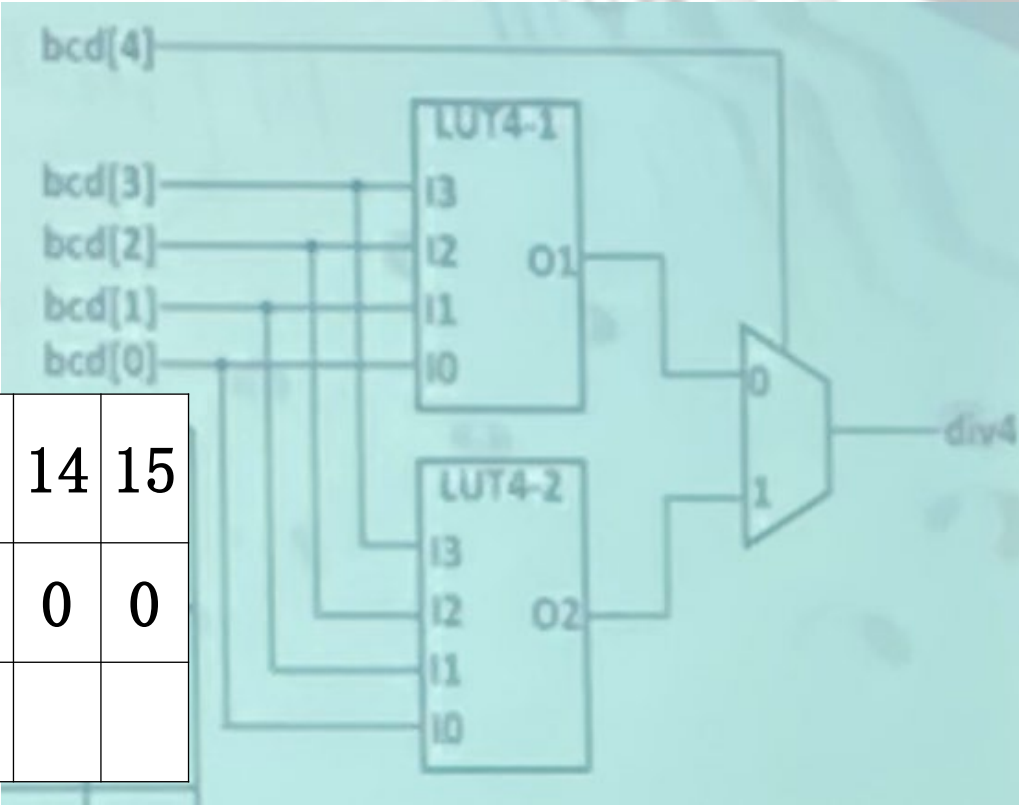 bcd[4]
LUT4-1
bcd[3]
I3
bcd[2]
I2
O1
bcd[1]
I1
bcd[0]
I0
0
14 15
div4
LUT4-2
1
I3
0 0
I2
O2
I1
I0